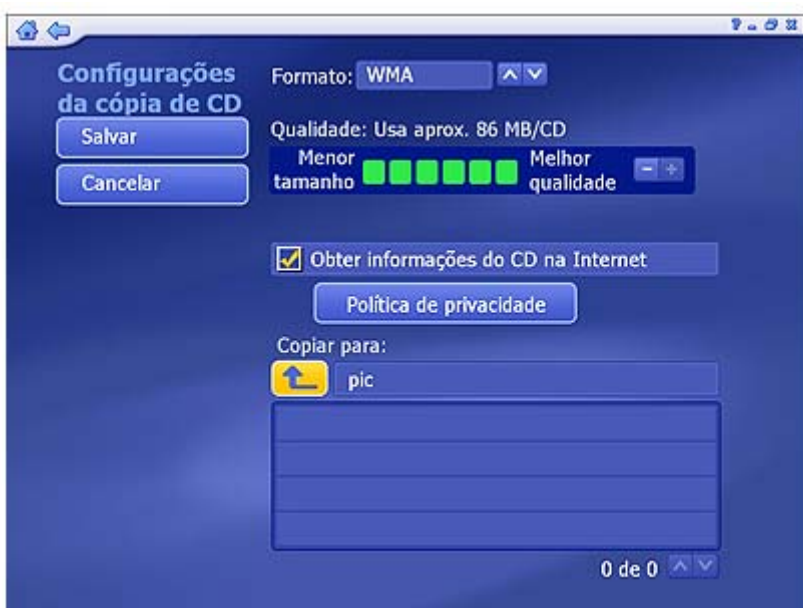 Configurações
da cópia de CD
Salvar
Cancelar
Formato: WMA
Qualidade: Usa aprox. 86 MB/CD
Menor
tamanho
Melhor
qualidade
Obter informações do CD na Internet
Política de privacidade
Copiar para:
pic
0 de 0